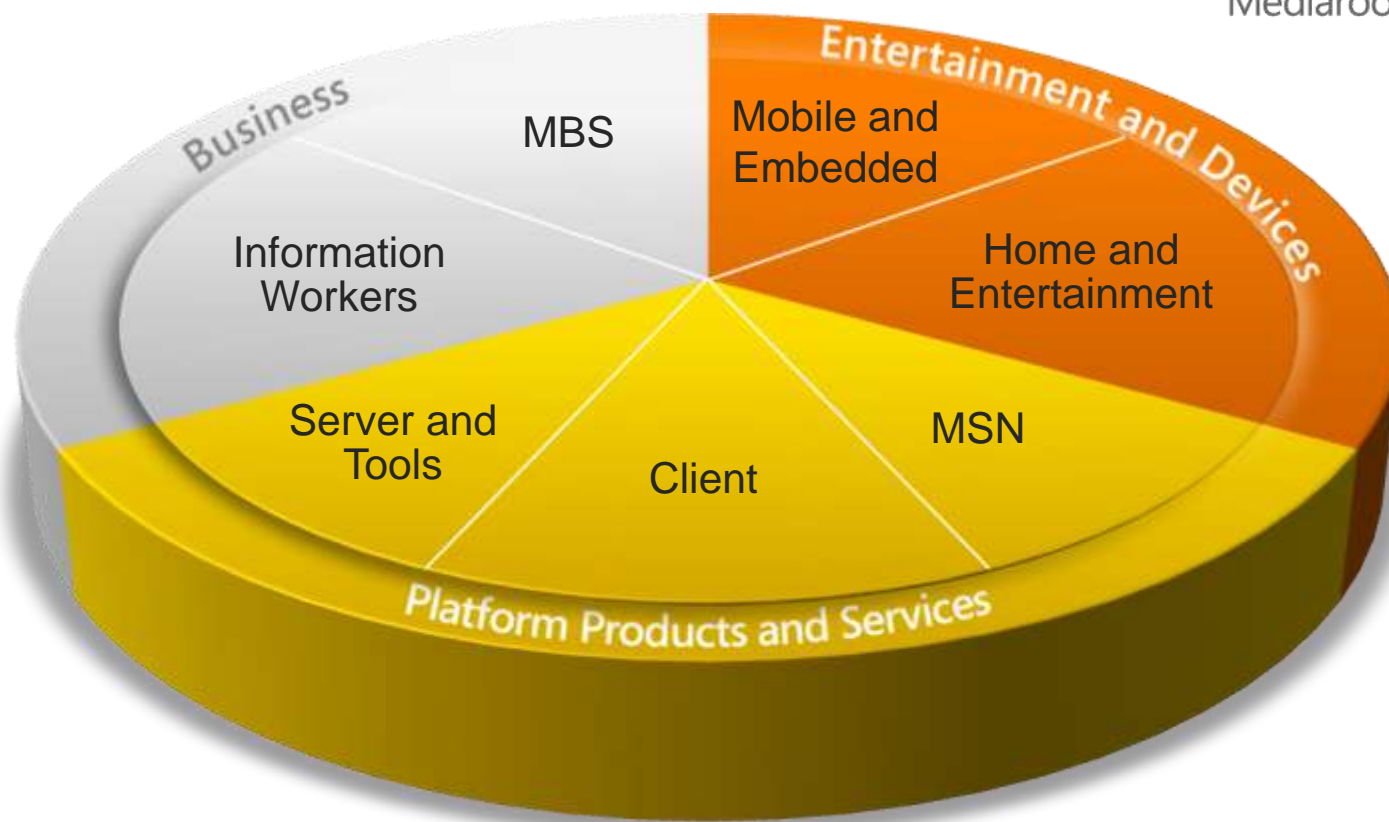 Entertainment and Devices
Business
MBS
Mobile and
Embedded
Information
Workers
Home and
Entertainment
Server and
Tools
Client
MSN
Platform Products and Services